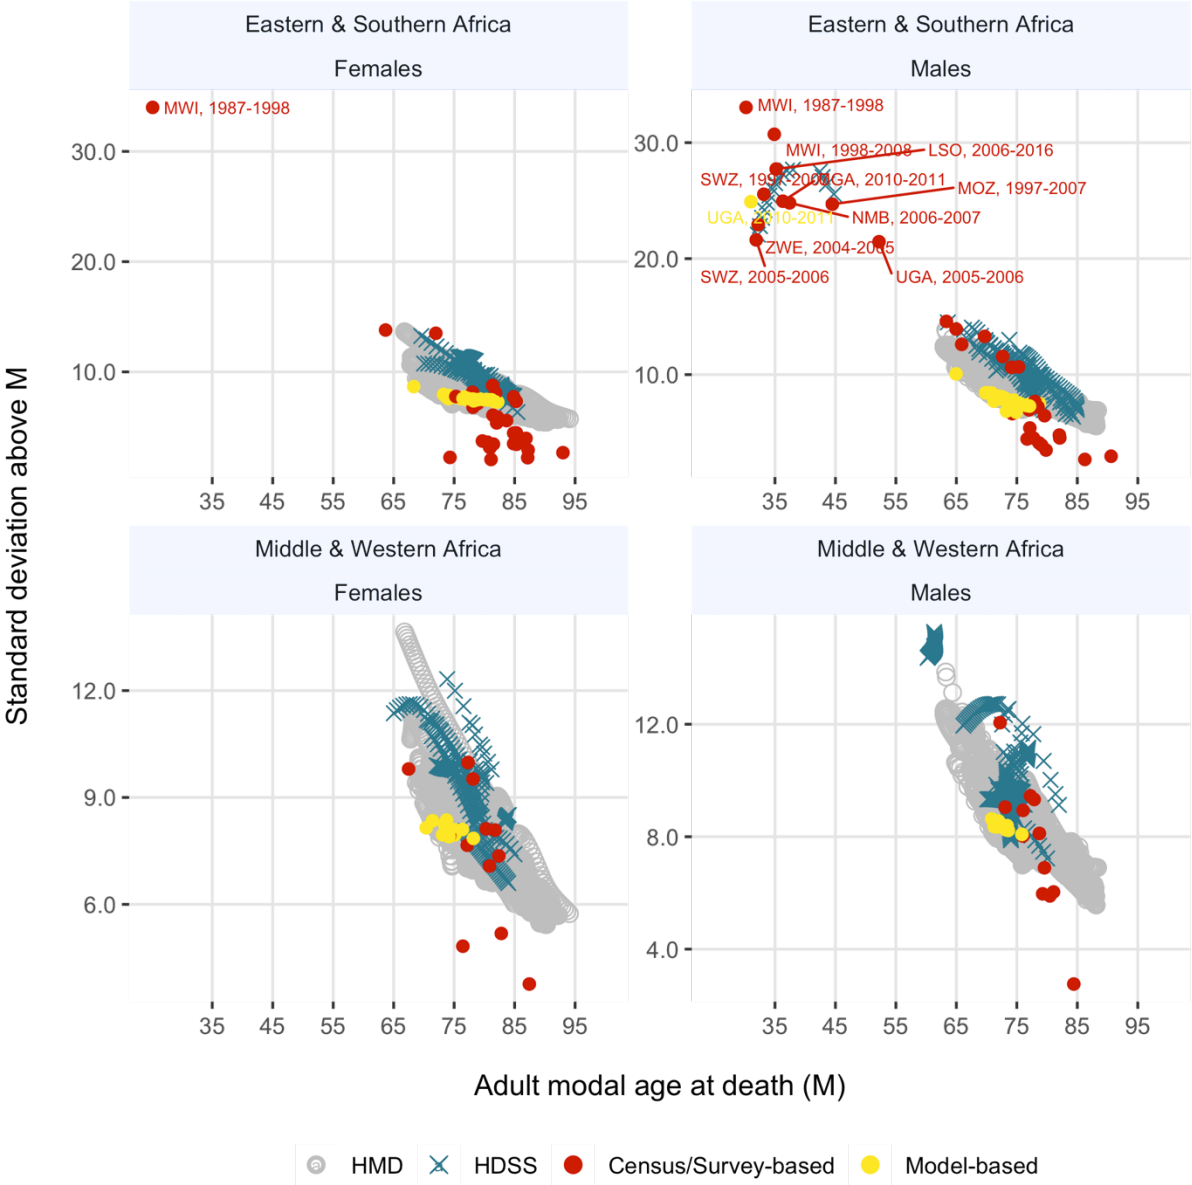 Eastern & Southern Africa
Females
Eastern & Southern Africa
Males
MWI, 1987-1998
30.0
20.0
10.0
35 45 55 65 75 85 95
MWI, 1987-1998
MWI, 1998-2008
LSO, 2006-2016
UGA, 2010-2011
MOZ, 1997-2007
UGA, 2010-2011
NMB, 2006-2007
ZWE, 2004-2005
SWZ, 2005-2006
UGA, 2005-2006
30.0
20.0
10.0
35 45 55 65 75 85 95
Standard deviation above M
Middle & Western Africa
Females
Middle & Western Africa
Males
12.0
9.0
6.0
35 45 55 65 75 85 95
12.0
8.0
4.0
35 45 55 65 75 85 95
Adult modal age at death (M)
HMD HDSS Census/Survey-based Model-based